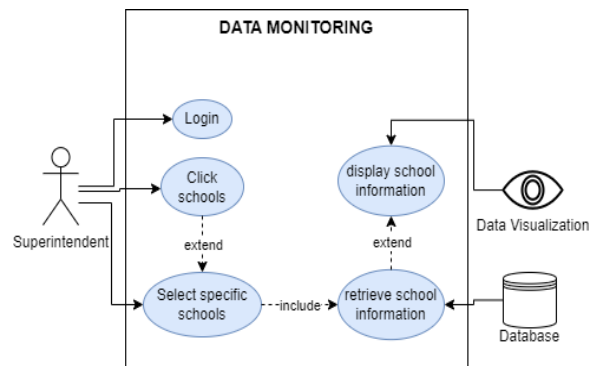 DATA MONITORING
Login
Click
schools
display school
information
Superintendent
Data Visualization
extend
extend
Select specific
schools
include
retrieve school
information
Database